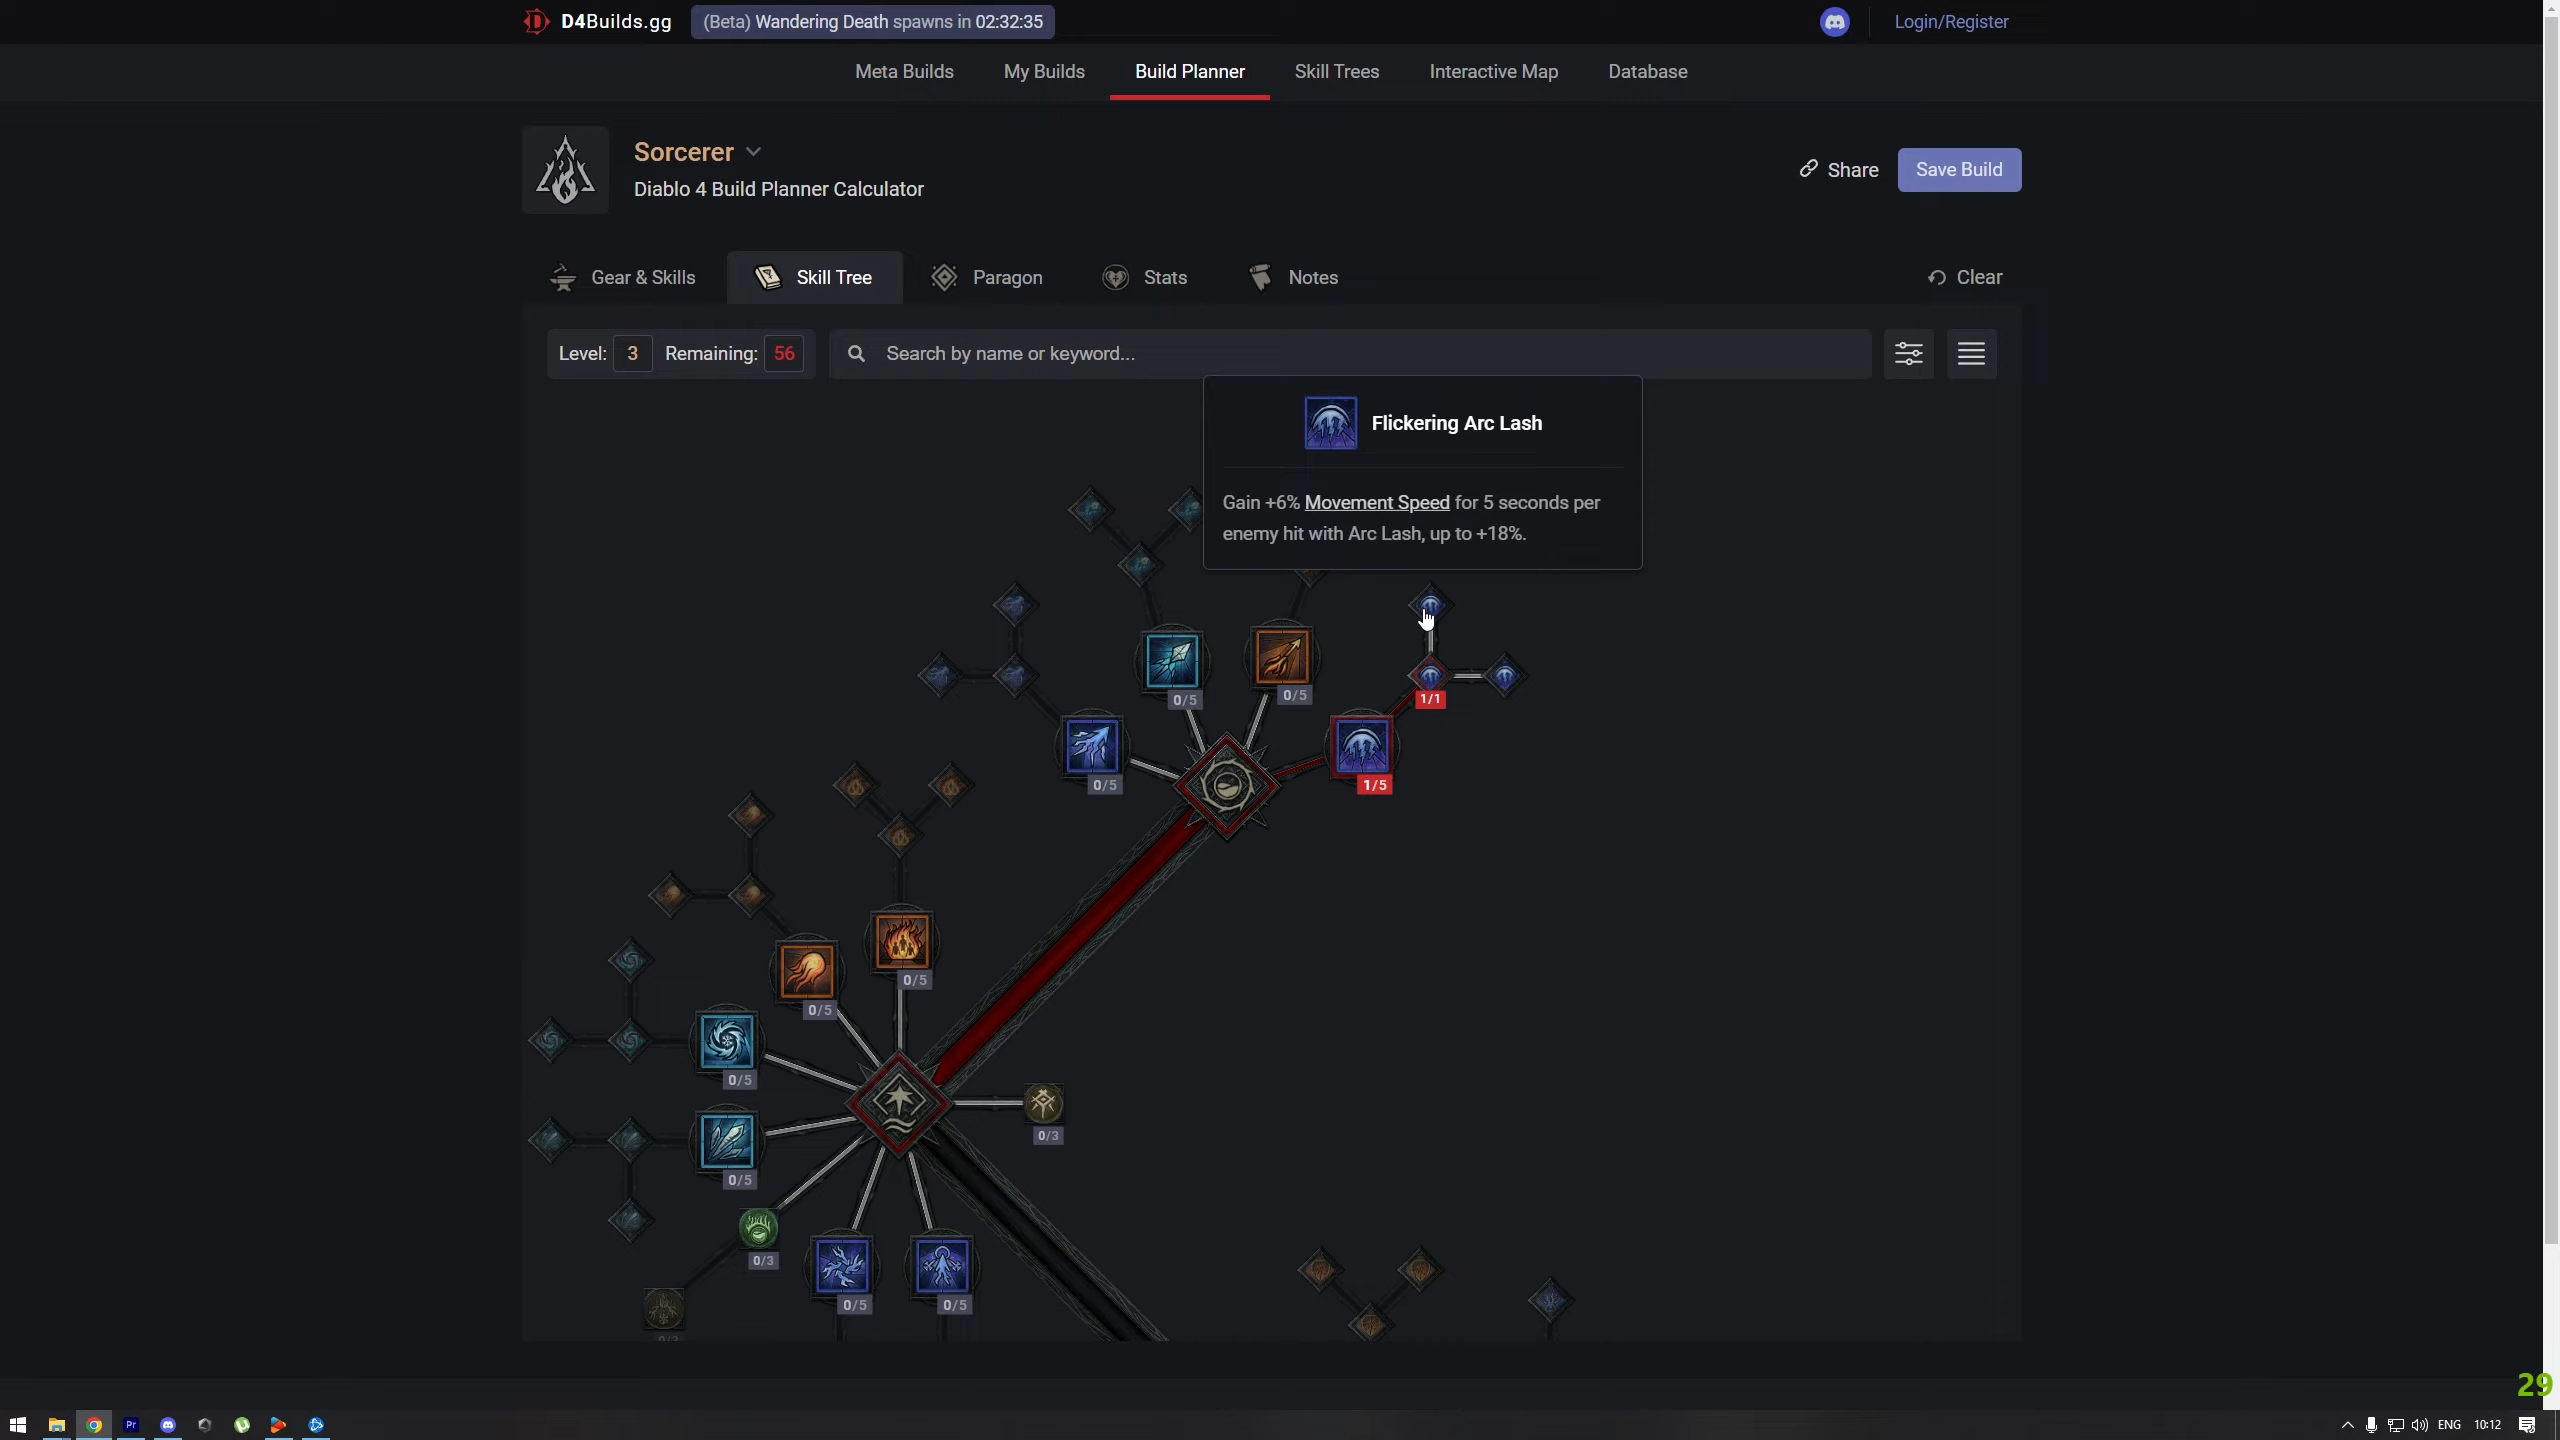 D4Builds.gg
(Beta) Wandering Death spawns in 02:32:35
Login/Register
Meta Builds
My Builds
Build Planner
Skill Trees
Interactive Map
Database
Sorcerer
Diablo 4 Build Planner Calculator
Share
Save Build
Gear & Skills
Skill Tree
Paragon
Stats
Notes
Clear
Level: 3 Remaining: 56
Search by name or keyword...
Flickering Arc Lash
Gain +6% Movement Speed for 5 seconds per
enemy hit with Arc Lash, up to +18%.
0/5
0/5
1/1
0/5
1/5
0/5
0/5
0/5
0/3
0/5
0/3
0/5
0/5
29
Pr
ENG
10:12